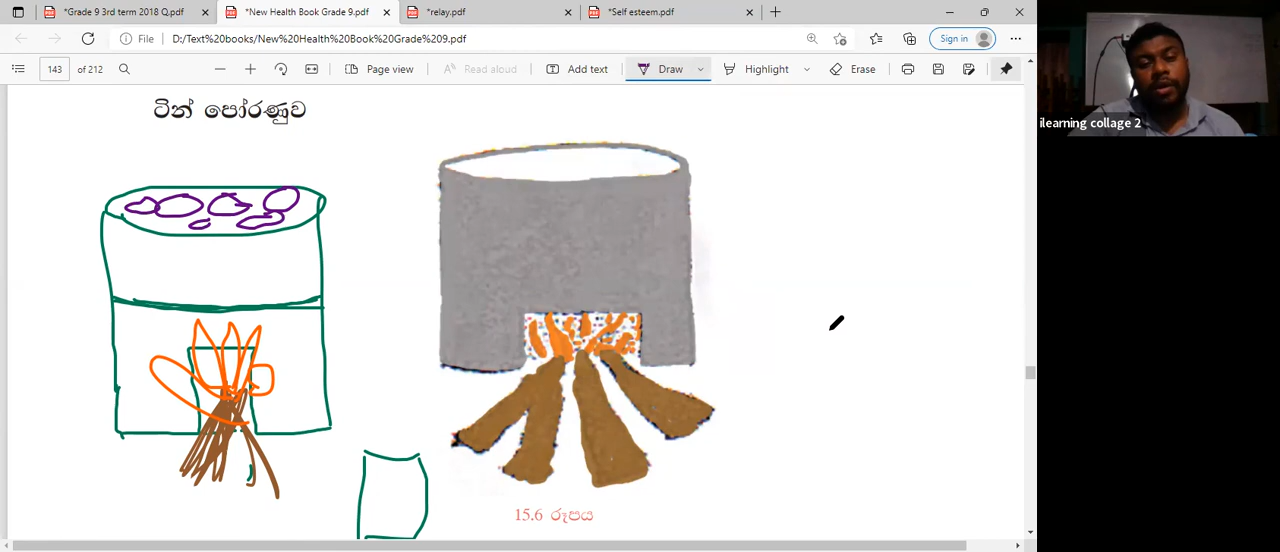 *Grade 9 3rd term 2018 Q.pdf
*New Health Book Grade 9.pdf
*relay.pdf
*Self esteem.pdf
File
D:/Text%20books/New%20Health%20Book%20Grade%209.pdf
Sign in
143 of 212
Page view
Read aloud
Add text
Draw
Highlight
Erase
ටින් පෝරණුව
15.6 රූපය
ilearning collage 2